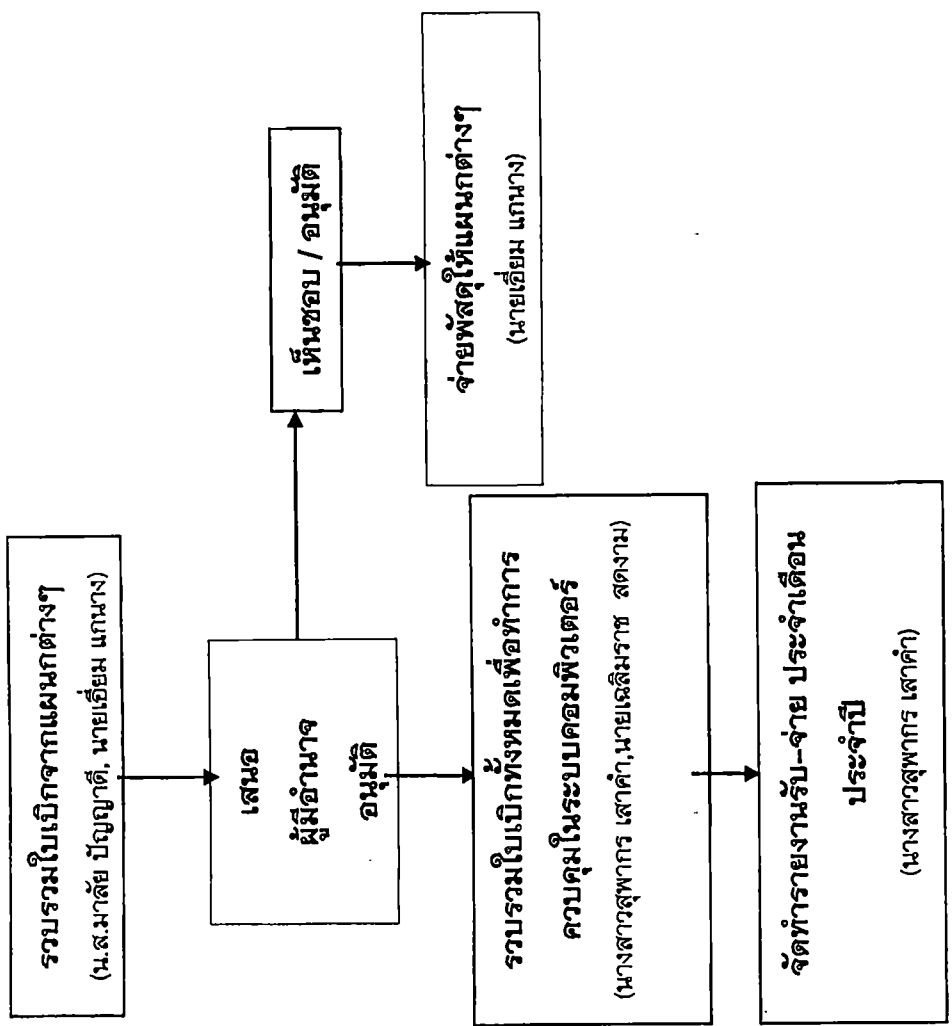 รวบรวมใบเบิกจากแผนกต่างๆ
(น.ส.มาลัย ปัญญาดี, นายเอี่ยม แกนาง)
เสนอ
ผู้มีอำนาจ
อนุมัติ
เห็นชอบ / อนุมัติ
จ่ายพัสดุให้แผนกต่างๆ
(นายเอี่ยม แกนาง)
รวบรวมใบเบิกทั้งหมดเพื่อทำการ
ควบคุมในระบบคอมพิวเตอร์
(นางสาวสุพากร เสาคำ,นายเฉลิมราช สดงาม)
จัดทำรายงานรับ-จ่าย ประจำเดือน
ประจำปี
(นางสาวสุพากร เสาคำ)